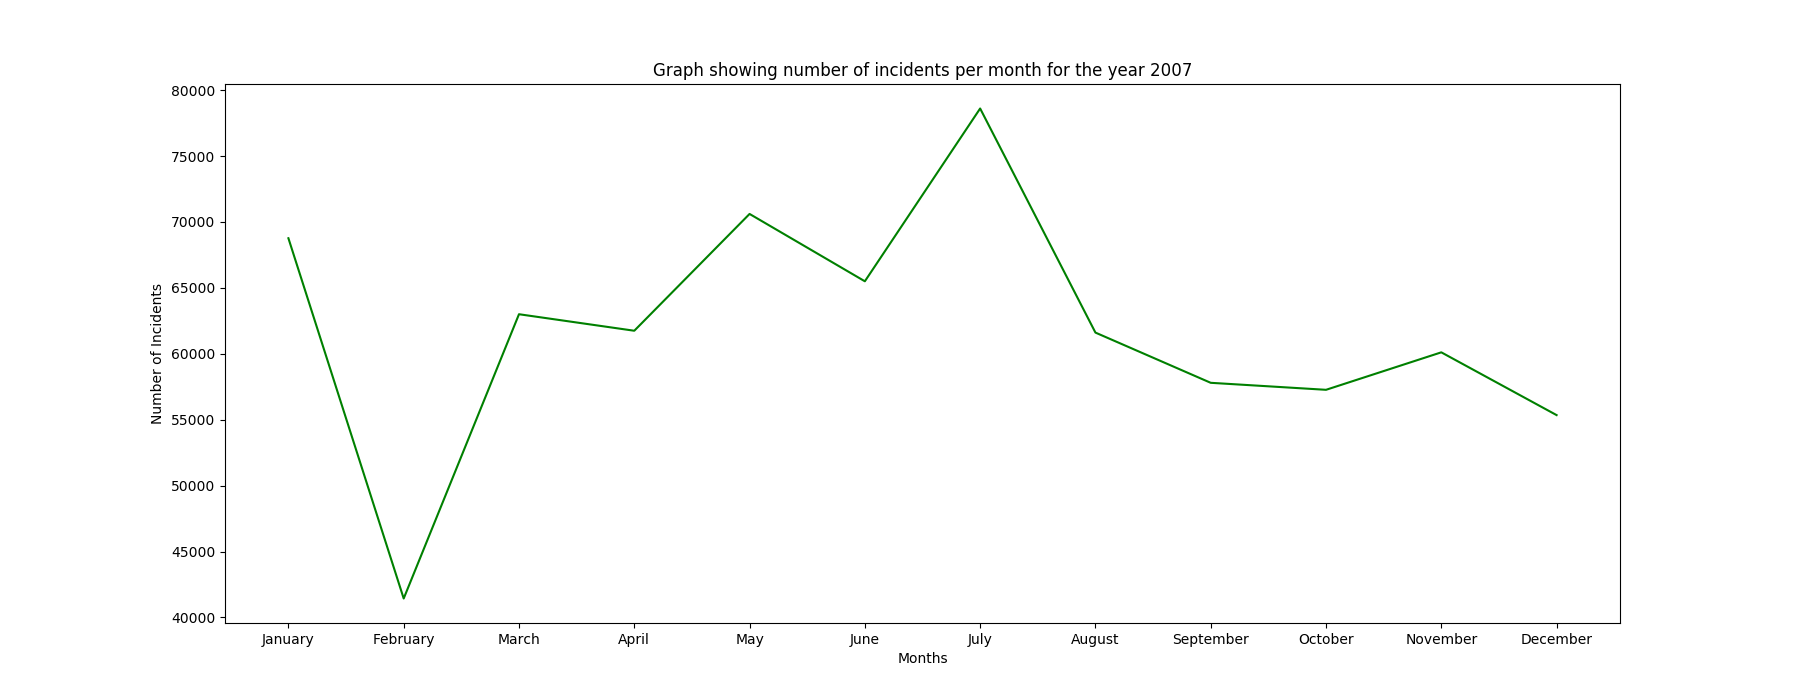 Graph showing number of incidents per month for the year 2007
80000
75000
70000
65000
60000
55000
50000
45000
40000
Number of Incidents
January February March April May June July August September October November December
Months